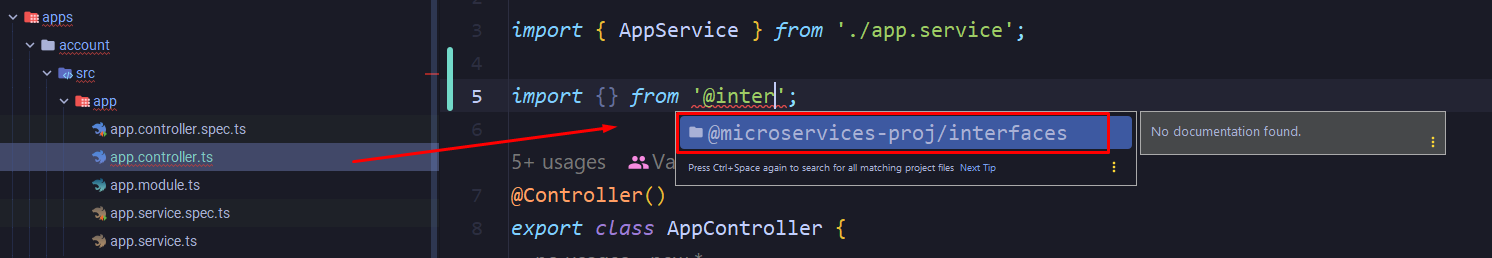 apps
account
src
app
app.controller.spec.ts
app.controller.ts
app.module.ts
app.service.spec.ts
app.service.ts
3 import { AppService } from './app.service';
4
5 import {} from '@inter';
@microservices-proj/interfaces
No documentation found.
Press Ctrl+Space again to search for all matching project files Next Tip
6
5+ usages Va
7 @Controller()
8 export class AppController {